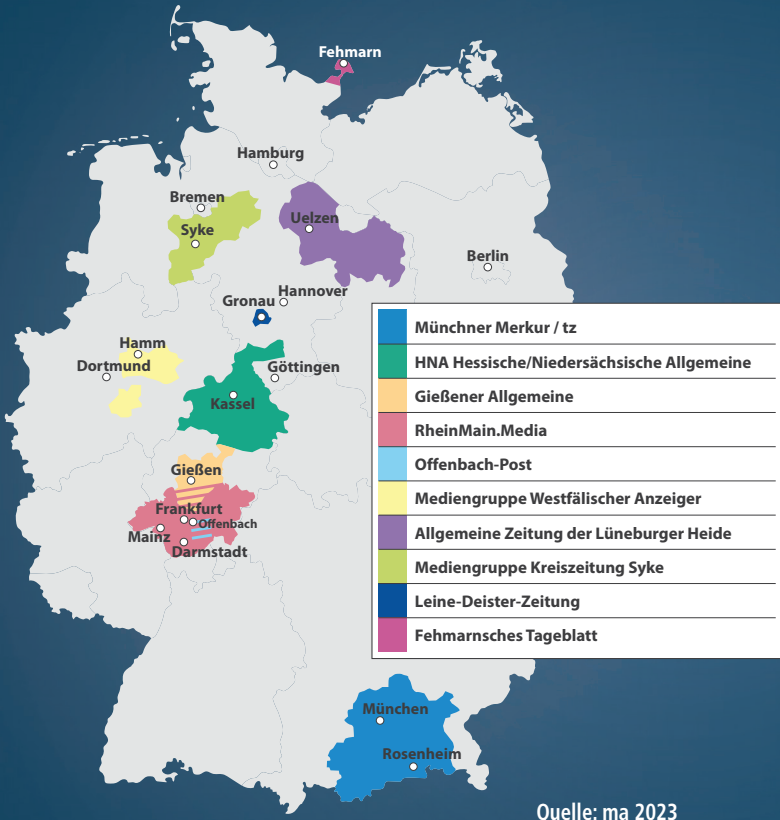 Fehmarn
Hamburg
Bremen
Uelzen
Syke
Berlin
Hannover
Gronau
Hamm
Dortmund
Göttingen
Kassel
Gießen
Frankfurt
Offenbach
Mainz
Darmstadt
München
Rosenheim
Münchner Merkur / tz
HNA Hessische/Niedersächsische Allgemeine
Gießener Allgemeine
RheinMain.Media
Offenbach-Post
Mediengruppe Westfälischer Anzeiger
Allgemeine Zeitung der Lüneburger Heide
Mediengruppe Kreiszeitung Syke
Leine-Deister-Zeitung
Fehmarnsches Tageblatt
Quelle: ma 2023